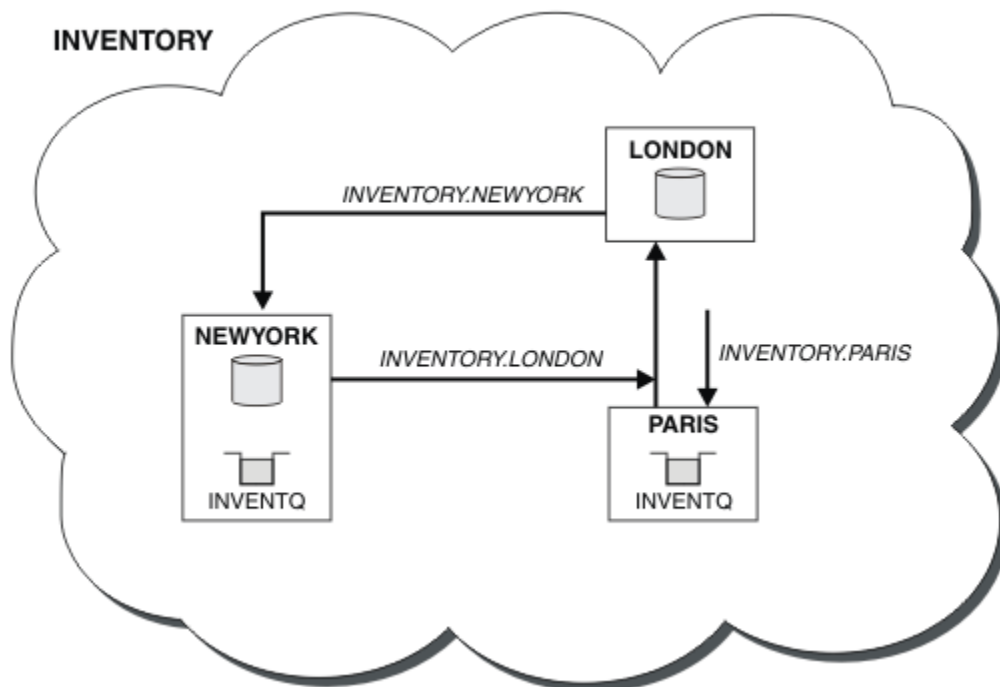 INVENTORY
LONDON
INVENTORY.NEWYORK
NEWYORK
INVENTORY.LONDON
INVENTORY.PARIS
PARIS
INVENTQ
INVENTQ